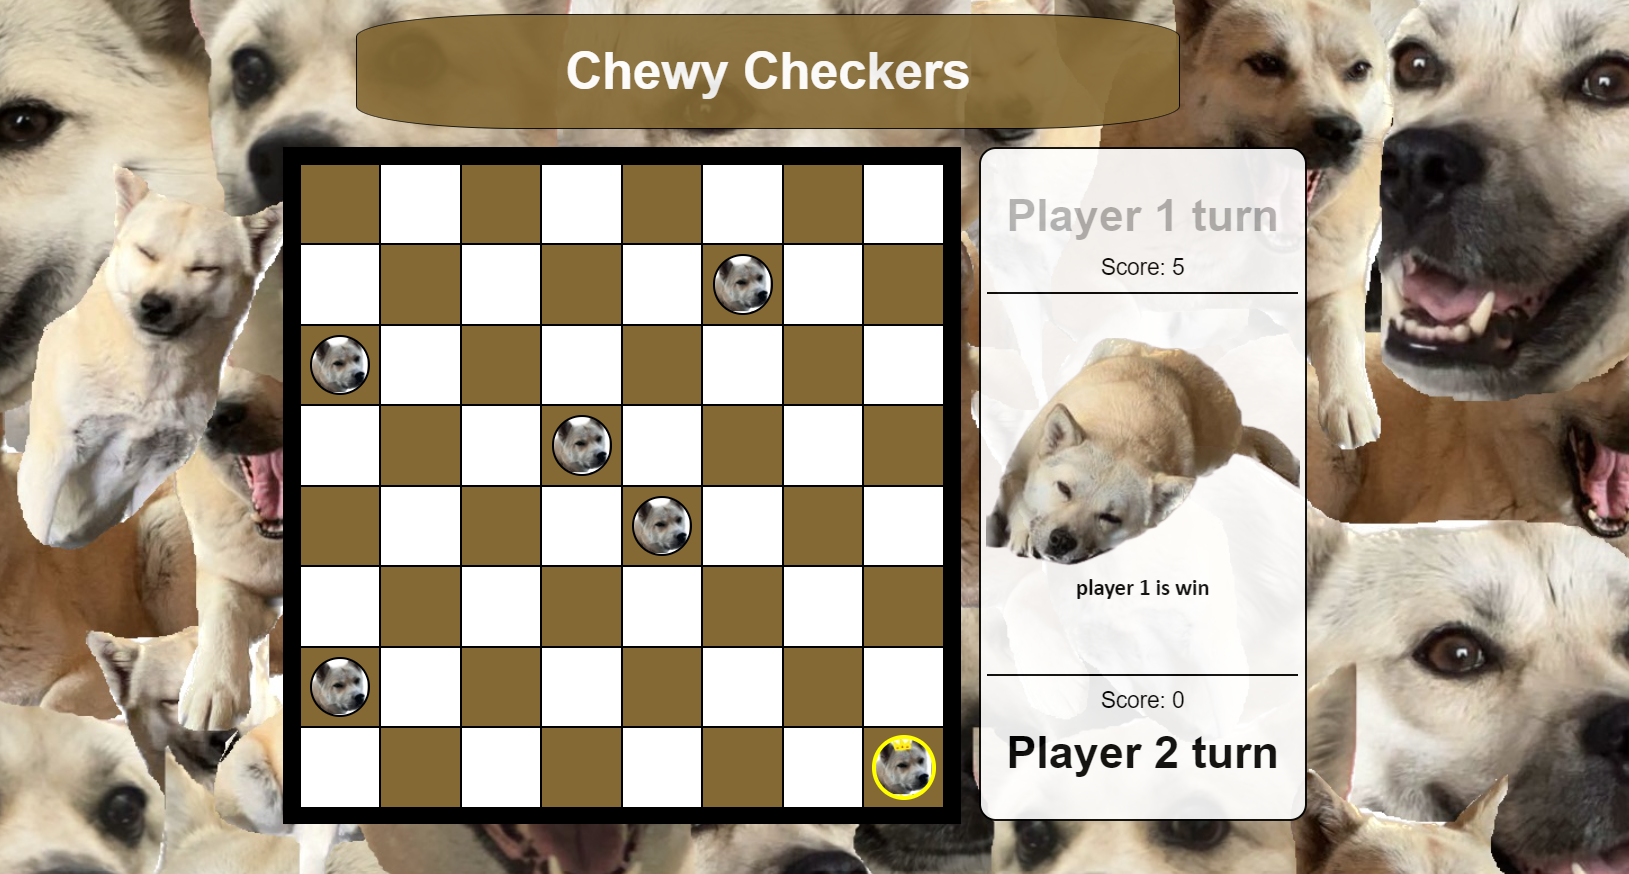 Chewy Checkers
Player 1 turn
Score: 5
player 1 is win
Score: 0
Player 2 turn